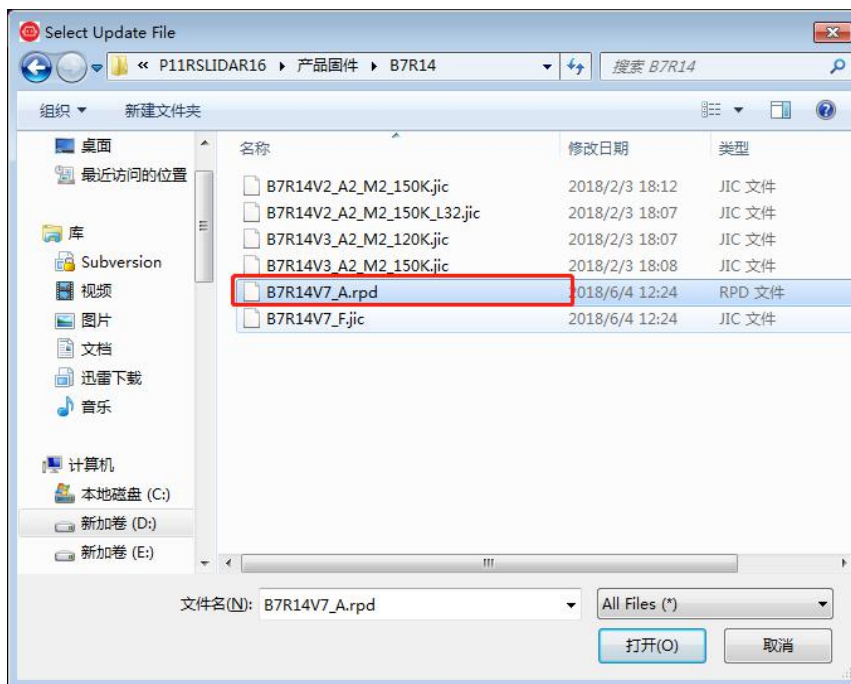 Select Update File
« P11RSLIDAR16 ▸ 产品固件 ▸ B7R14
搜索 B7R14
组织 ▼ 新建文件夹
桌面
最近访问的位置
库
Subversion
视频
图片
文档
迅雷下载
音乐
计算机
本地磁盘 (C:)
新加卷 (D:)
新加卷 (E:)
名称 修改日期 类型
B7R14V2_A2_M2_150K.jic 2018/2/3 18:12 JIC 文件
B7R14V2_A2_M2_150K_L32.jic 2018/2/3 18:07 JIC 文件
B7R14V3_A2_M2_120K.jic 2018/2/3 18:07 JIC 文件
B7R14V3_A2_M2_150K.jic 2018/2/3 18:08 JIC 文件
B7R14V7_A.rpd 2018/6/4 12:24 RPD 文件
B7R14V7_F.jic 2018/6/4 12:24 JIC 文件
文件名(N): B7R14V7_A.rpd All Files (*)
打开(O) 取消